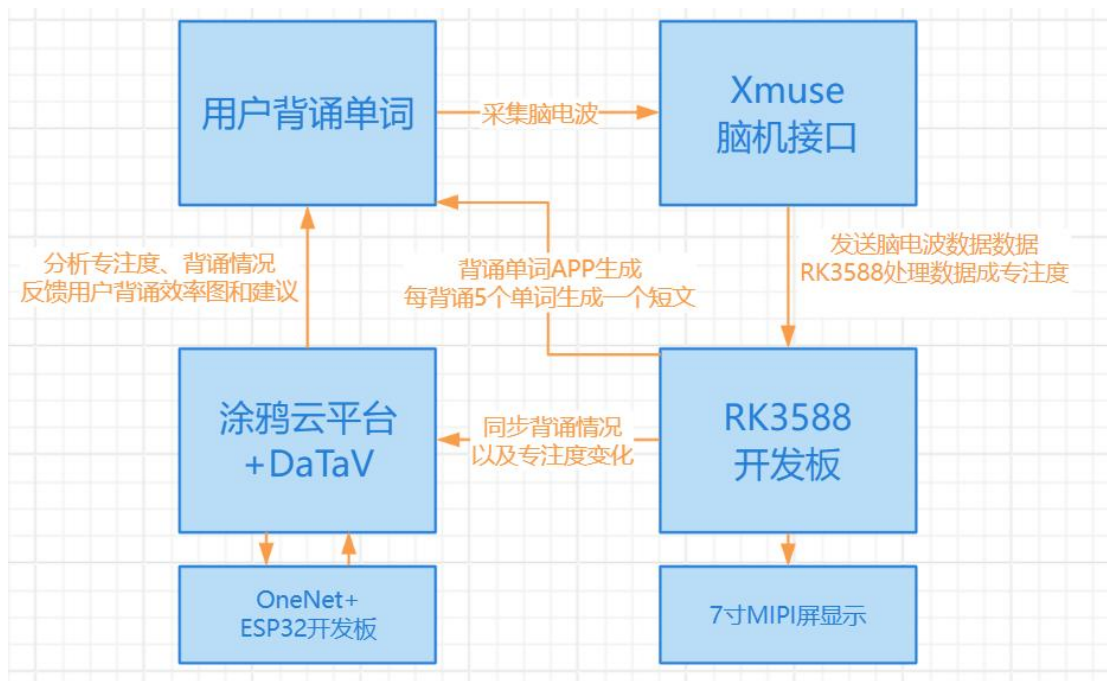 用户背诵单词
采集脑电波
Xmuse
脑机接口
分析专注度、背诵情况
反馈用户背诵效率图和建议
背诵单词APP生成
每背诵5个单词生成一个短文
发送脑电波数据数据
RK3588处理数据成专注度
涂鸦云平台
+DaTaV
同步背诵情况
以及专注度变化
RK3588
开发板
OneNet+
ESP32开发板
7寸MIPI屏显示